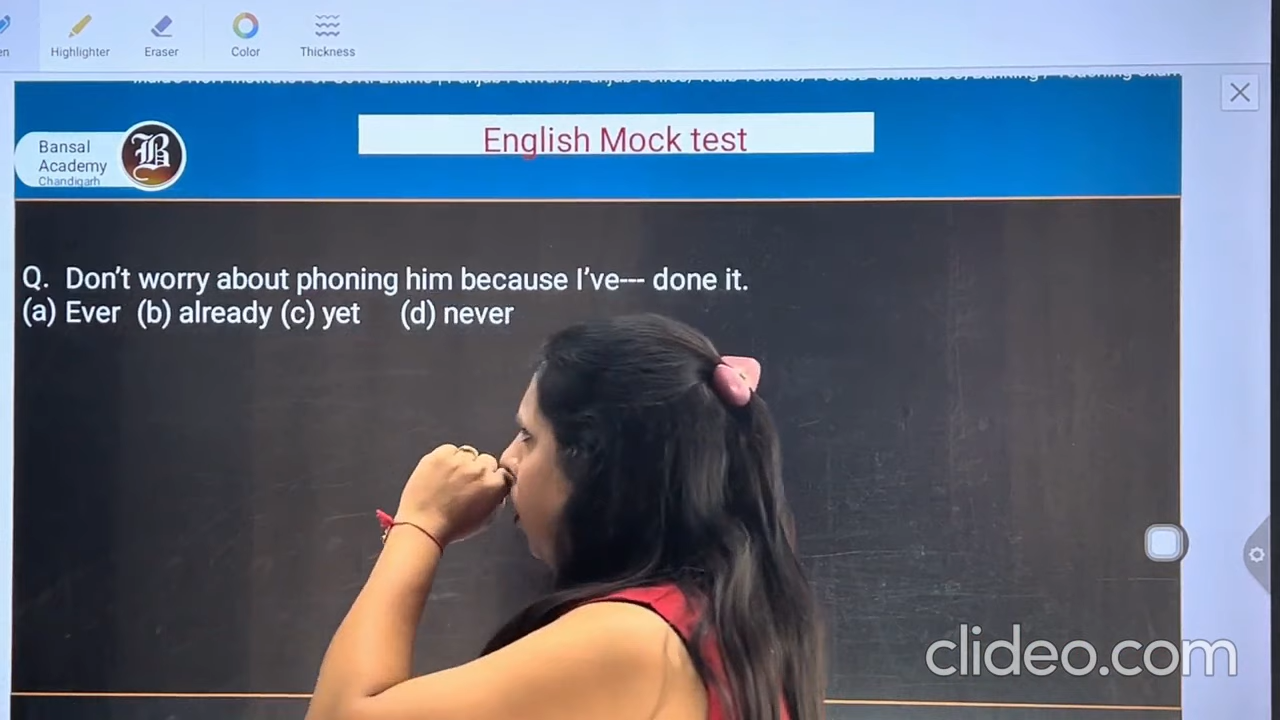 Highlighter
Eraser
Color
Thickness
Bansal
Academy
Chandigarh
B
English Mock test
Q. Don't worry about phoning him because I've--- done it.
(a) Ever (b) already (c) yet (d) never
clideo.com